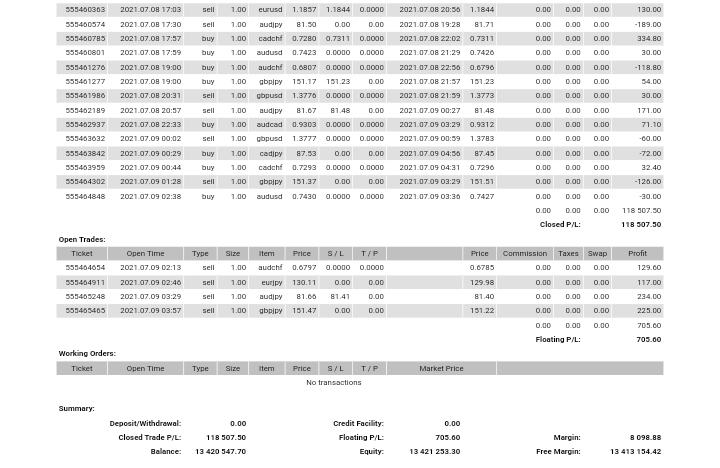 555460363 2021.07.08 17:03 sell 1.00 eurusd 1.1857 1.1844 0.0000 2021.07.08 20:56 1.1844 0.00 0.00 0.00 130.00
555460574 2021.07.08 17:30 sell 1.00 audjpy 81.50 0.00 0.00 2021.07.08 19:28 81.71 0.00 0.00 0.00 -189.00
555460785 2021.07.08 17:57 buy 1.00 cadchf 0.7280 0.7311 0.0000 2021.07.08 22:02 0.7311 0.00 0.00 0.00 334.80
555460801 2021.07.08 17:59 buy 1.00 audusd 0.7423 0.0000 0.0000 2021.07.08 21:29 0.7426 0.00 0.00 0.00 30.00
555461276 2021.07.08 19:00 buy 1.00 audchf 0.6807 0.0000 0.0000 2021.07.08 22:56 0.6796 0.00 0.00 0.00 -118.80
555461277 2021.07.08 19:00 buy 1.00 gbpjpy 151.17 151.23 0.00 2021.07.08 21:57 151.23 0.00 0.00 0.00 54.00
555461986 2021.07.08 20:31 sell 1.00 gbpusd 1.3776 0.0000 0.0000 2021.07.08 21:59 1.3773 0.00 0.00 0.00 30.00
555462189 2021.07.08 20:57 sell 1.00 audjpy 81.67 81.48 0.00 2021.07.09 00:27 81.48 0.00 0.00 0.00 171.00
555462937 2021.07.08 22:33 buy 1.00 audcad 0.9303 0.0000 0.0000 2021.07.09 03:29 0.9312 0.00 0.00 0.00 71.10
555463632 2021.07.09 00:02 sell 1.00 gbpusd 1.3777 0.0000 0.0000 2021.07.09 00:59 1.3783 0.00 0.00 0.00 -60.00
555463842 2021.07.09 00:29 buy 1.00 cadjpy 87.53 0.00 0.00 2021.07.09 04:56 87.45 0.00 0.00 0.00 -72.00
555463959 2021.07.09 00:44 buy 1.00 cadchf 0.7293 0.0000 0.0000 2021.07.09 04:31 0.7296 0.00 0.00 0.00 32.40
555464302 2021.07.09 01:28 sell 1.00 gbpjpy 151.37 0.00 0.00 2021.07.09 03:29 151.51 0.00 0.00 0.00 -126.00
555464848 2021.07.09 02:38 buy 1.00 audusd 0.7430 0.0000 0.0000 2021.07.09 03:36 0.7427 0.00 0.00 0.00 -30.00
0.00 0.00 0.00 118 507.50
Closed P/L: 118 507.50
Open Trades:
Ticket Open Time Type Size Item Price S / L T / P Price Commission Taxes Swap Profit
555464654 2021.07.09 02:13 sell 1.00 audchf 0.6797 0.0000 0.0000 0.6785 0.00 0.00 0.00 129.60
555464911 2021.07.09 02:46 sell 1.00 eurjpy 130.11 0.00 0.00 129.98 0.00 0.00 0.00 117.00
555465248 2021.07.09 03:29 sell 1.00 audjpy 81.66 81.41 0.00 81.40 0.00 0.00 0.00 234.00
555465465 2021.07.09 03:57 sell 1.00 gbpjpy 151.47 0.00 0.00 151.22 0.00 0.00 0.00 225.00
0.00 0.00 0.00 705.60
Floating P/L: 705.60
Working Orders:
Ticket Open Time Type Size Item Price S / L T / P Market Price
No transactions
Summary:
Deposit/Withdrawal: 0.00 Credit Facility: 0.00
Closed Trade P/L: 118 507.50 Floating P/L: 705.60 Margin: 8 098.88
Balance: 13 420 547.70 Equity: 13 421 253.30 Free Margin: 13 413 154.42